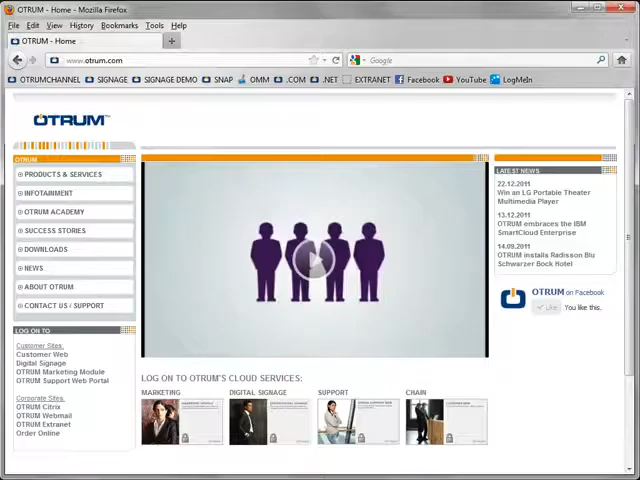 OTRUM - Home - Mozilla Firefox
File Edit View History Bookmarks Tools Help
OTRUM - Home
www.otrum.com
Google
OTRUMCHANNEL SIGNAGE SIGNAGE DEMO SNAP OMM .COM .NET EXTRANET Facebook YouTube LogMeIn
OTRUM
OTRUM
PRODUCTS & SERVICES
INFOTAINMENT
OTRUM ACADEMY
SUCCESS STORIES
DOWNLOADS
NEWS
ABOUT OTRUM
CONTACT US / SUPPORT
LOG ON TO
Customer Sites.
Customer Web
Digital Signage
OTRUM Marketing Module
OTRUM Support Web Portal
Corporate Sites.
OTRUM Citrix
OTRUM Webmail
OTRUM Extranet
Order Online
LOG ON TO OTRUM'S CLOUD SERVICES:
MARKETING
DIGITAL SIGNAGE
SUPPORT
CHAIN
LATEST NEWS
22.12.2011
Win an LG Portable Theater
Multimedia Player
13.12.2011
OTRUM embraces the IBM
SmartCloud Enterprise
14.09.2011
OTRUM installs Radisson Blu
Schwarzer Bock Hotel
OTRUM on Facebook
Like You like this.